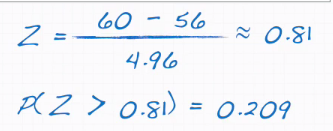 Z = (60 - 56) / 4.96 ≈ 0.81
P(Z > 0.81) = 0.209